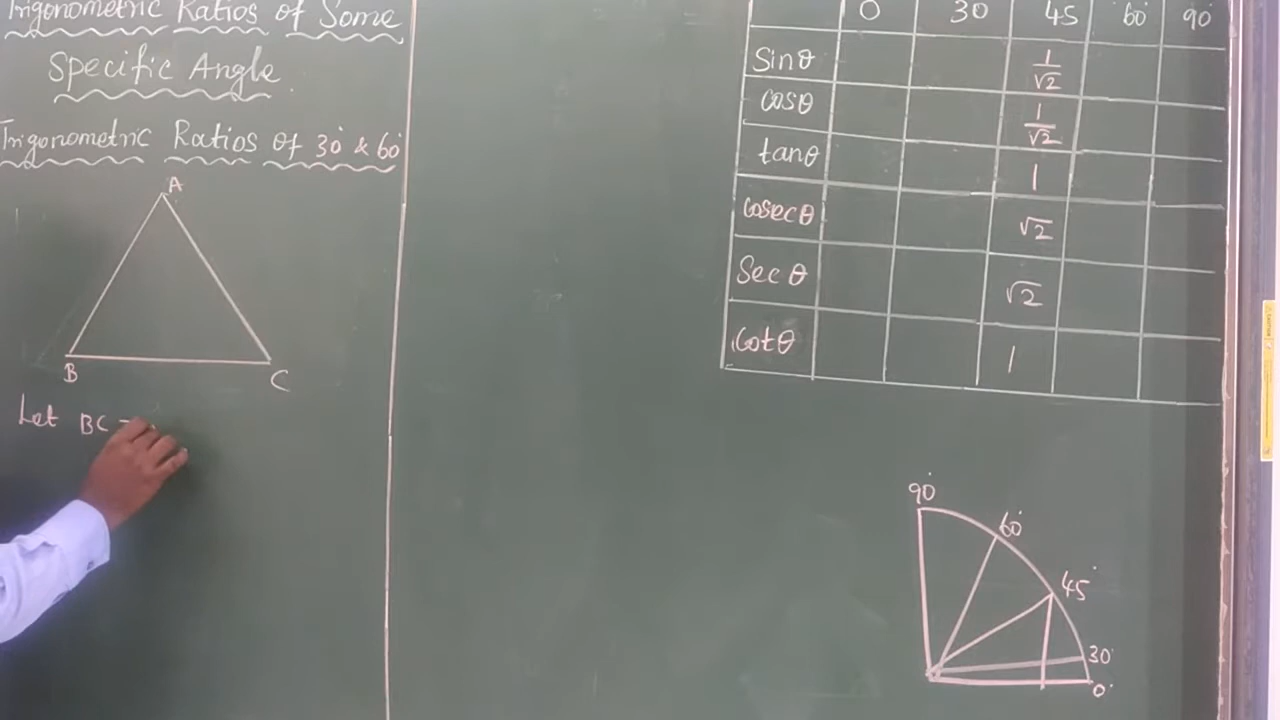 Trigonometric Ratios of Some
Specific Angle.
Trigonometric Ratios of 30° & 60°
A
B
C
Let BC =
0 30 45 60 90
Sinθ 1/√2
cosθ 1/√2
tanθ 1
Cosecθ √2
Sec θ √2
Cotθ 1
90°
60°
45°
30°
0°